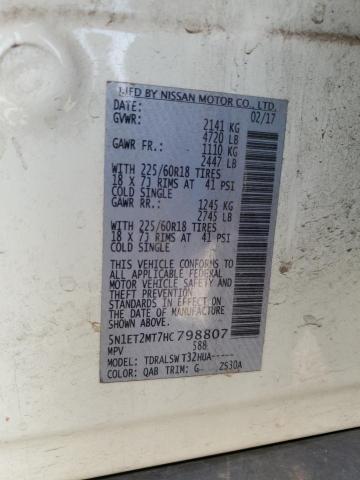 MFD BY NISSAN MOTOR CO., LTD.
DATE: 02/17
GVWR: 2141 KG
4720 LB
GAWR FR.: 1110 KG
2447 LB
WITH 225/60R18 TIRES
18 X 7J RIMS AT 41 PSI
COLD SINGLE
GAWR RR.: 1245 KG
2745 LB
WITH 225/60R18 TIRES
18 X 7J RIMS AT 41 PSI
COLD SINGLE
THIS VEHICLE CONFORMS TO
ALL APPLICABLE FEDERAL
MOTOR VEHICLE SAFETY AND
THEFT PREVENTION
STANDARDS IN EFFECT ON
THE DATE OF MANUFACTURE
SHOWN ABOVE.
5N1ET2MT7HC798807
MPV 588
MODEL: TDRALSW T32HUA-----
COLOR: QAB TRIM: G ZS30A